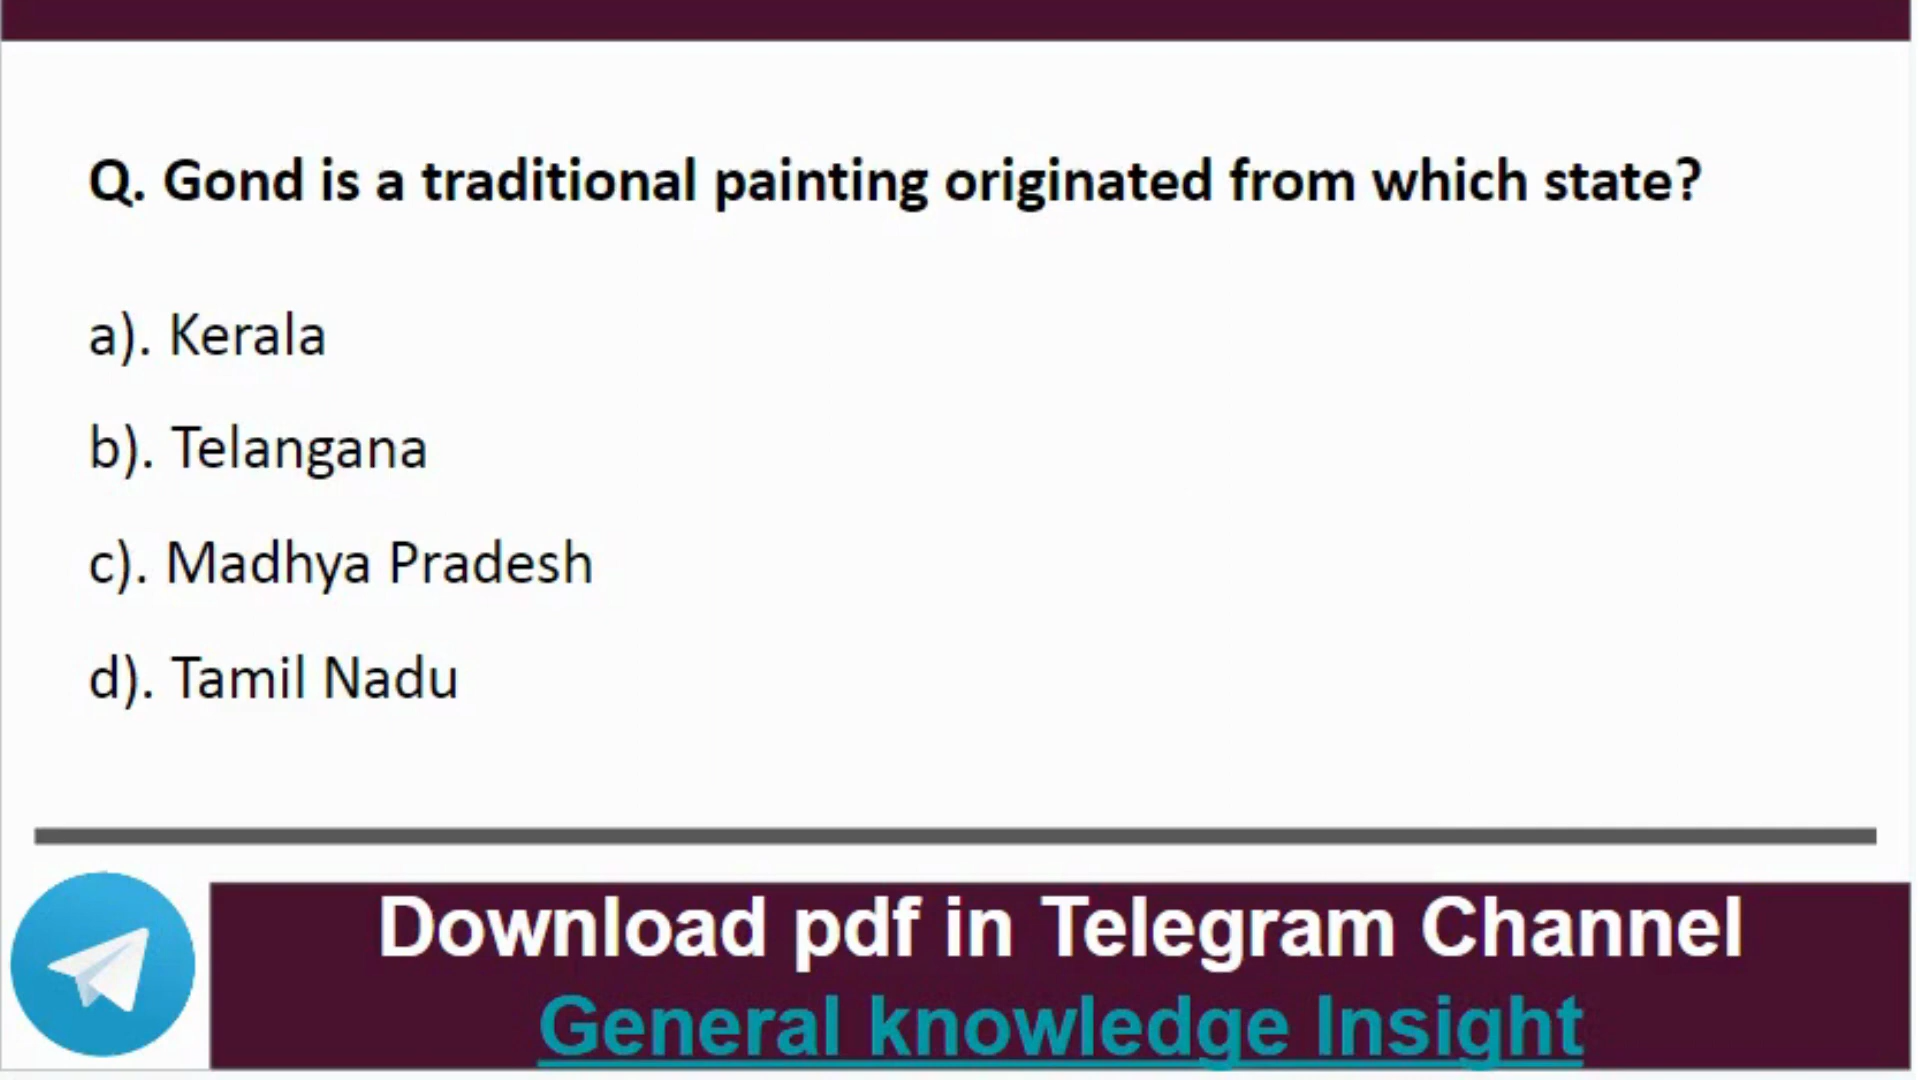 Q. Gond is a traditional painting originated from which state?
a). Kerala
b). Telangana
c). Madhya Pradesh
d). Tamil Nadu
Download pdf in Telegram Channel
General knowledge Insight